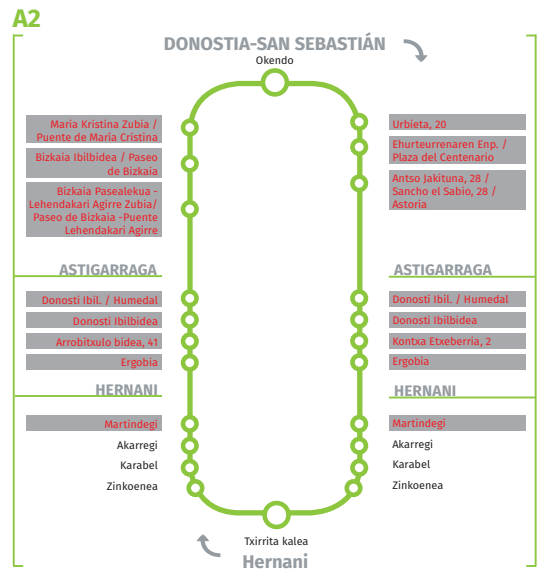 A2
DONOSTIA-SAN SEBASTIÁN
Okendo
Maria Kristina Zubia /
Puente de María Cristina
Bizkaia Ibilbidea / Paseo
de Bizkaia
Bizkaia Pasealekua -
Lehendakari Agirre Zubia/
Paseo de Bizkaia -Puente
Lehendakari Agirre
ASTIGARRAGA
Donosti Ibil. / Humedal
Donosti Ibilbidea
Arrobitxulo bidea, 41
Ergobia
HERNANI
Martindegi
Akarregi
Karabel
Zinkoenea
Urbieta, 20
Ehurteurrenaren Enp. /
Plaza del Centenario
Antso Jakituna, 28 /
Sancho el Sabio, 28 /
Astoria
ASTIGARRAGA
Donosti Ibil. / Humedal
Donosti Ibilbidea
Kontxa Etxeberria, 2
Ergobia
HERNANI
Martindegi
Akarregi
Karabel
Zinkoenea
Txirrita kalea
Hernani